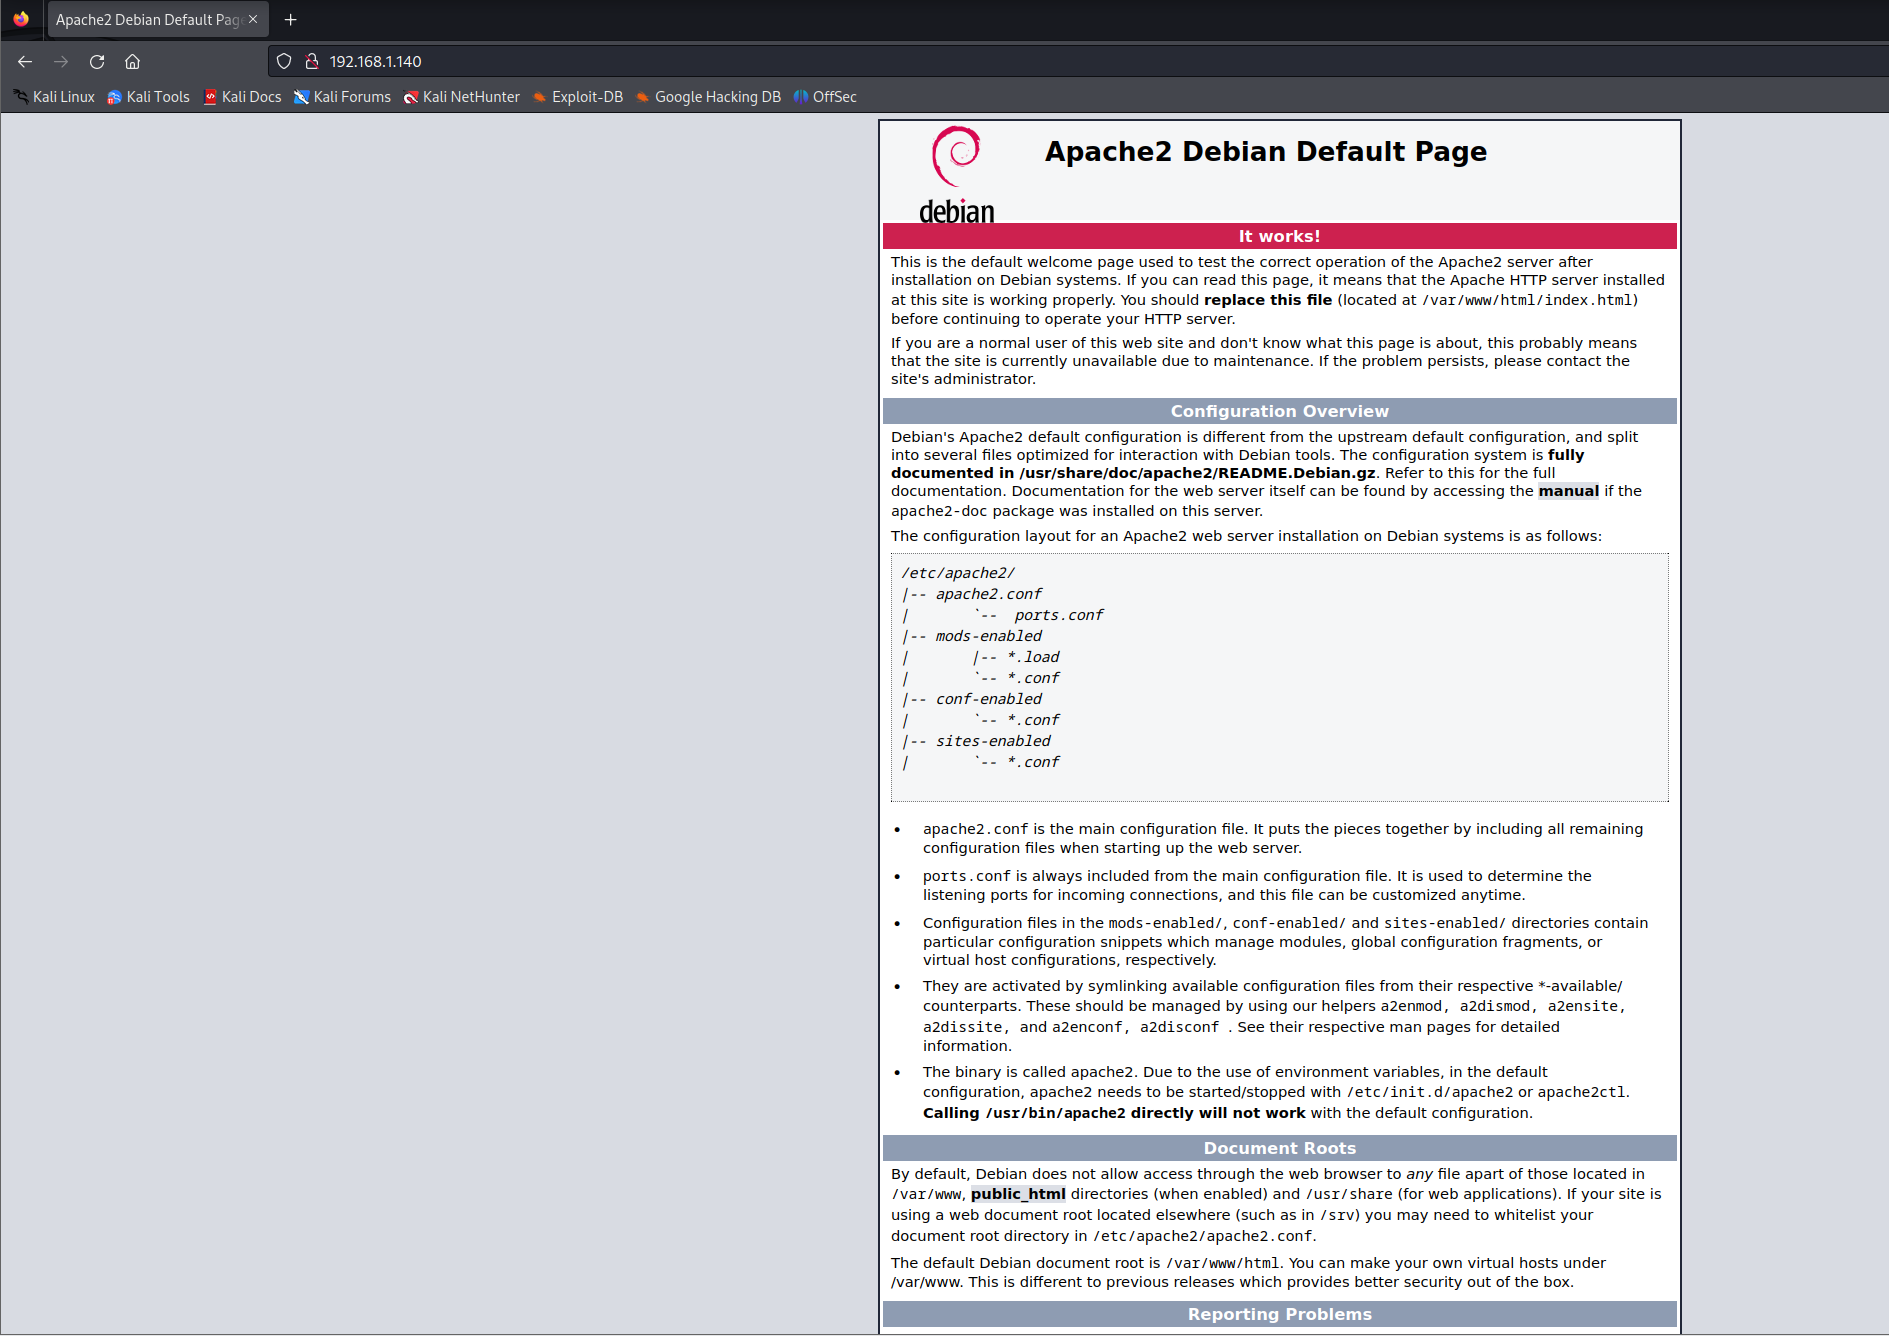 Apache2 Debian Default Pag
192.168.1.140
Kali Linux Kali Tools Kali Docs Kali Forums Kali NetHunter Exploit-DB Google Hacking DB OffSec
debian
Apache2 Debian Default Page
It works!
This is the default welcome page used to test the correct operation of the Apache2 server after
installation on Debian systems. If you can read this page, it means that the Apache HTTP server installed
at this site is working properly. You should replace this file (located at /var/www/html/index.html)
before continuing to operate your HTTP server.
If you are a normal user of this web site and don't know what this page is about, this probably means
that the site is currently unavailable due to maintenance. If the problem persists, please contact the
site's administrator.
Configuration Overview
Debian's Apache2 default configuration is different from the upstream default configuration, and split
into several files optimized for interaction with Debian tools. The configuration system is fully
documented in /usr/share/doc/apache2/README.Debian.gz. Refer to this for the full
documentation. Documentation for the web server itself can be found by accessing the manual if the
apache2-doc package was installed on this server.
The configuration layout for an Apache2 web server installation on Debian systems is as follows:
/etc/apache2/
|-- apache2.conf
|       `--  ports.conf
|-- mods-enabled
|       |-- *.load
|       `-- *.conf
|-- conf-enabled
|       `-- *.conf
|-- sites-enabled
|       `-- *.conf
• apache2.conf is the main configuration file. It puts the pieces together by including all remaining
configuration files when starting up the web server.
• ports.conf is always included from the main configuration file. It is used to determine the
listening ports for incoming connections, and this file can be customized anytime.
• Configuration files in the mods-enabled/, conf-enabled/ and sites-enabled/ directories contain
particular configuration snippets which manage modules, global configuration fragments, or
virtual host configurations, respectively.
• They are activated by symlinking available configuration files from their respective *-available/
counterparts. These should be managed by using our helpers a2enmod, a2dismod, a2ensite,
a2dissite, and a2enconf, a2disconf . See their respective man pages for detailed
information.
• The binary is called apache2. Due to the use of environment variables, in the default
configuration, apache2 needs to be started/stopped with /etc/init.d/apache2 or apache2ctl.
Calling /usr/bin/apache2 directly will not work with the default configuration.
Document Roots
By default, Debian does not allow access through the web browser to any file apart of those located in
/var/www, public_html directories (when enabled) and /usr/share (for web applications). If your site is
using a web document root located elsewhere (such as in /srv) you may need to whitelist your
document root directory in /etc/apache2/apache2.conf.
The default Debian document root is /var/www/html. You can make your own virtual hosts under
/var/www. This is different to previous releases which provides better security out of the box.
Reporting Problems